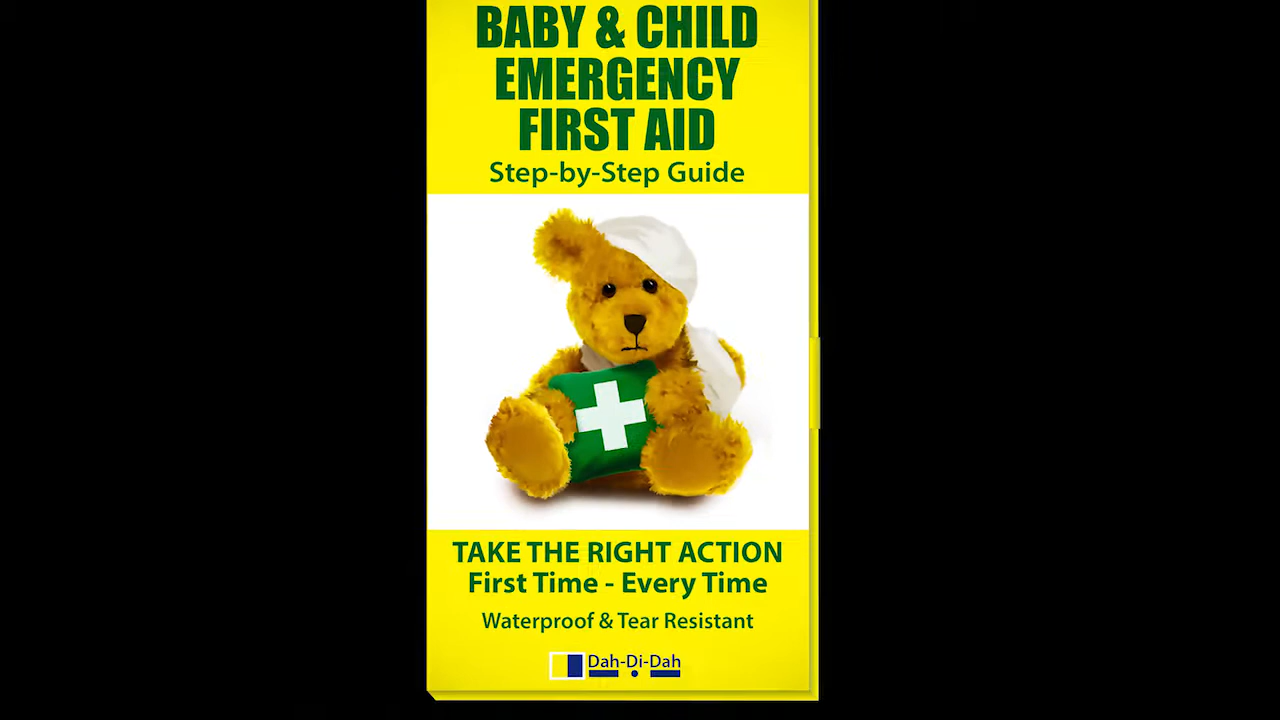 BABY & CHILD
EMERGENCY
FIRST AID
Step-by-Step Guide
TAKE THE RIGHT ACTION
First Time - Every Time
Waterproof & Tear Resistant
Dah-Di-Dah